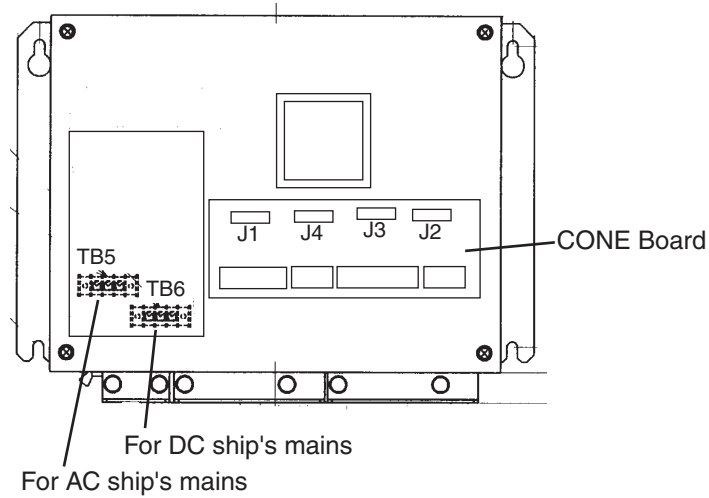 J1 J4 J3 J2
CONE Board
TB5
TB6
For DC ship's mains
For AC ship's mains